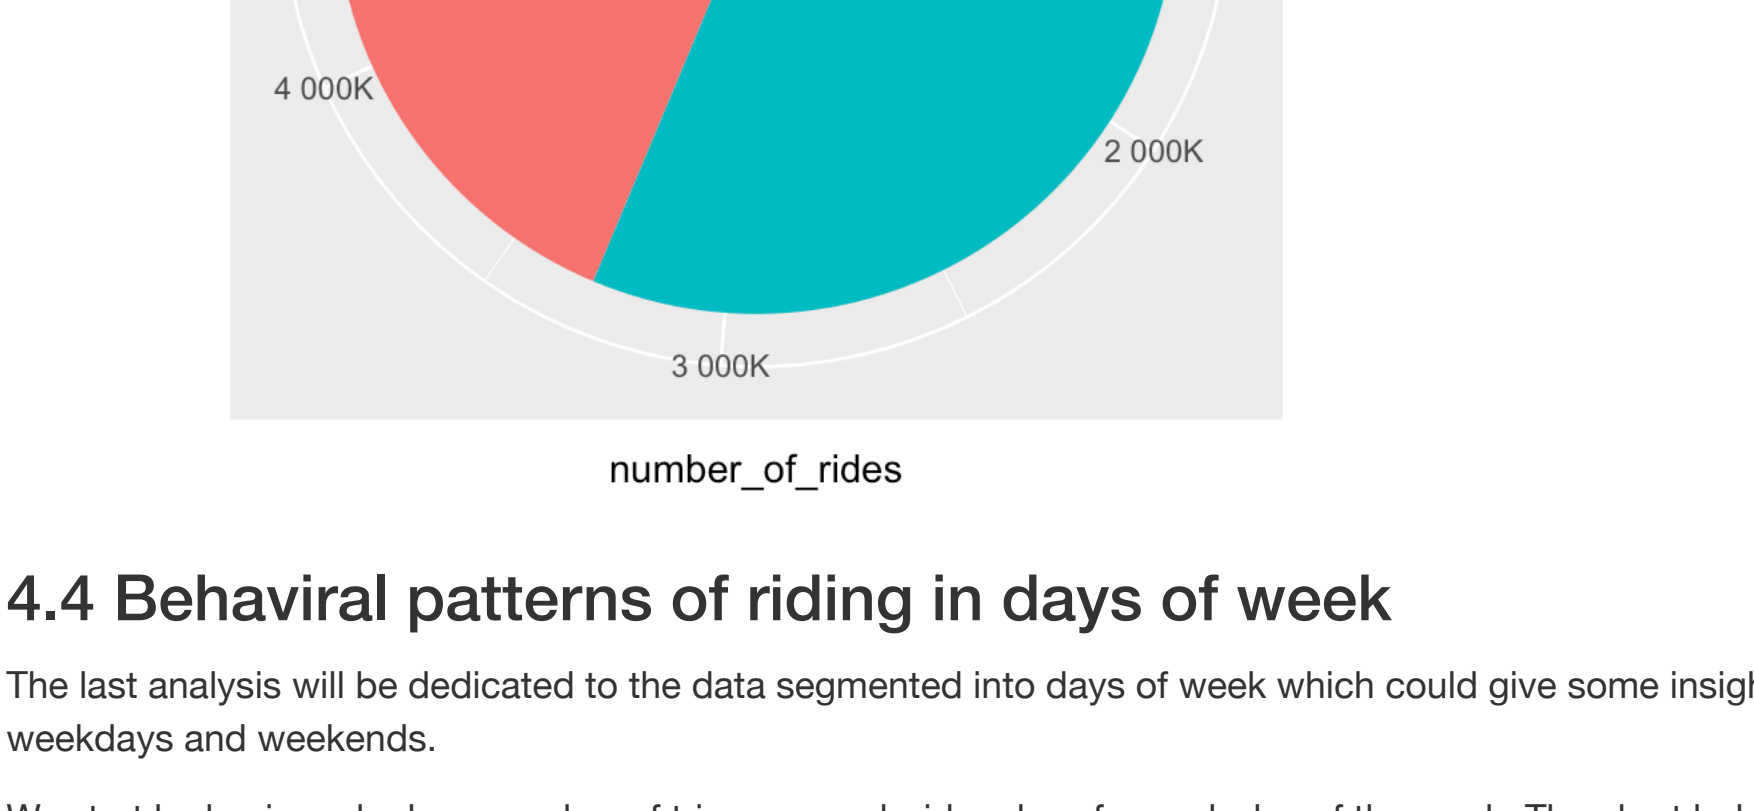 4 000K
2 000K
3 000K
number_of_rides
4.4 Behaviral patterns of riding in days of week
The last analysis will be dedicated to the data segmented into days of week which could give some
weekdays and weekends.